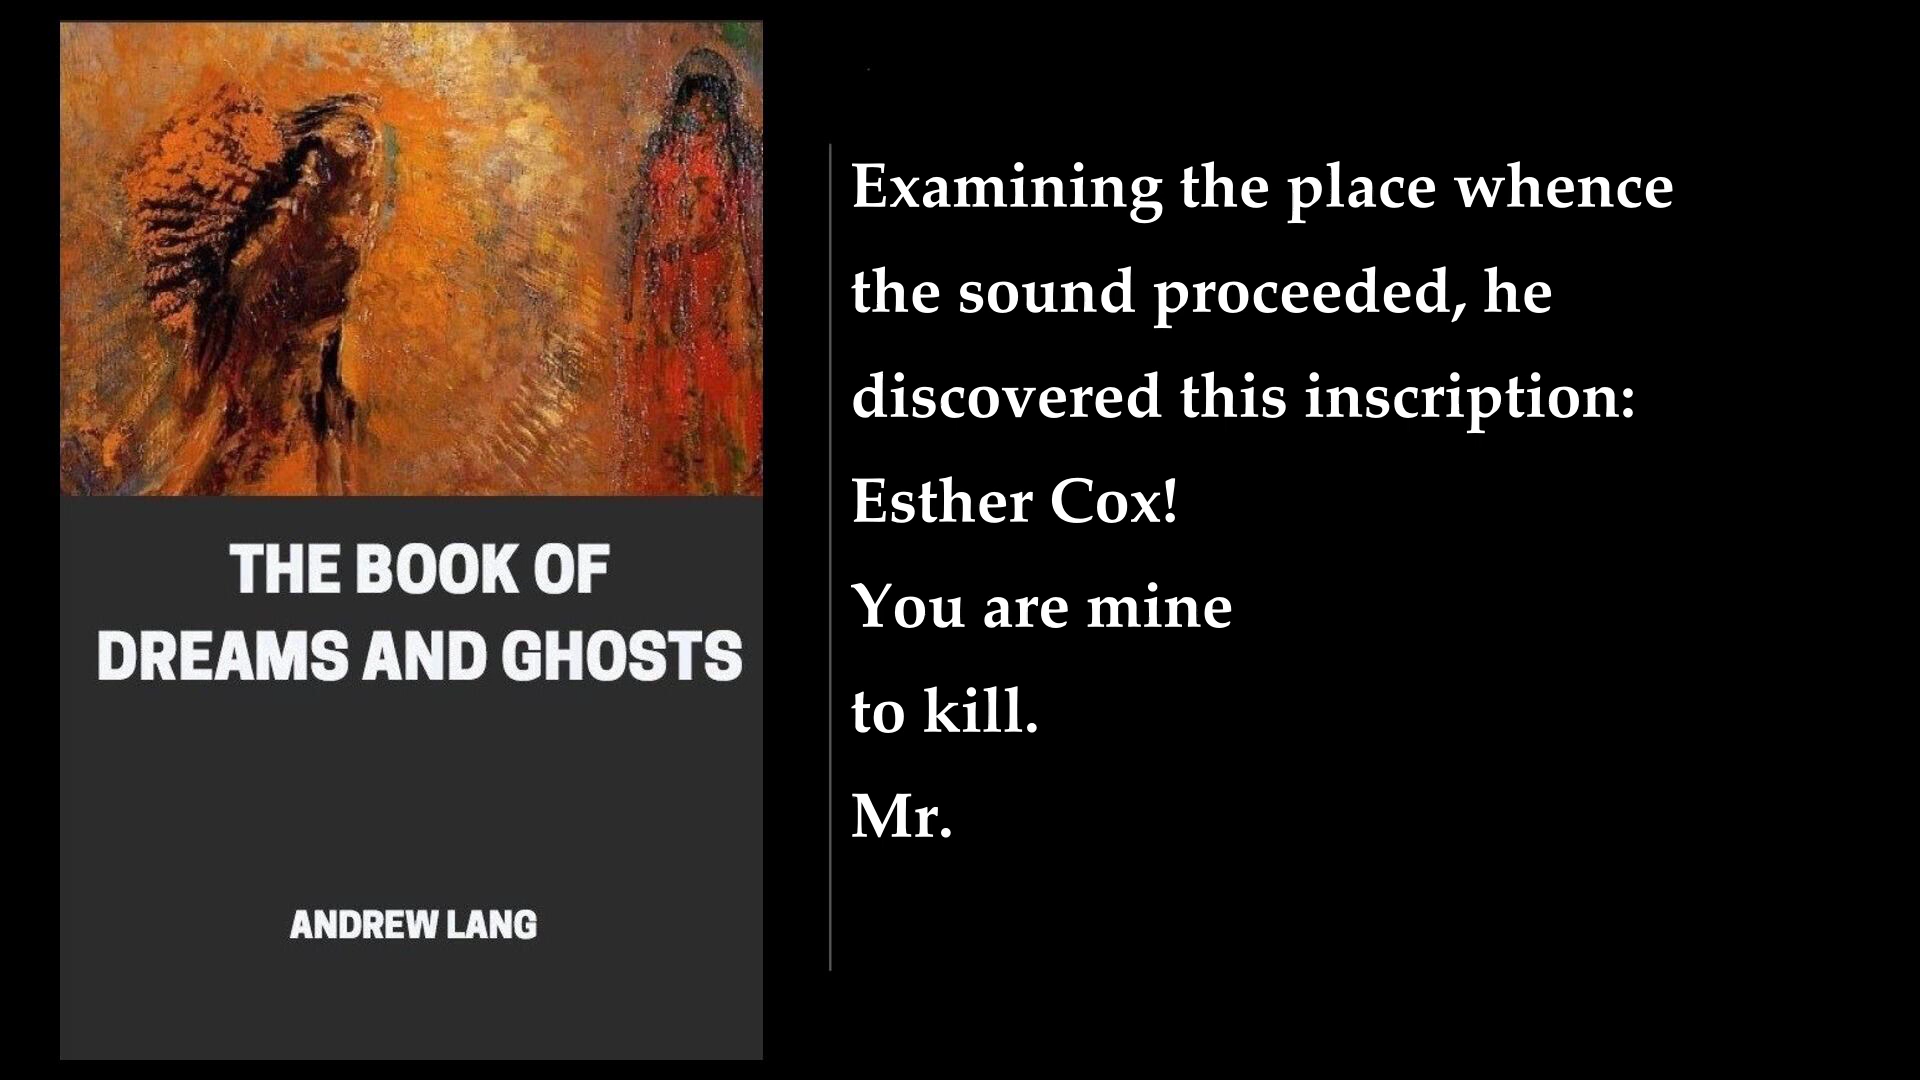 THE BOOK OF
DREAMS AND GHOSTS
ANDREW LANG
Examining the place whence
the sound proceeded, he
discovered this inscription:
Esther Cox!
You are mine
to kill.
Mr.